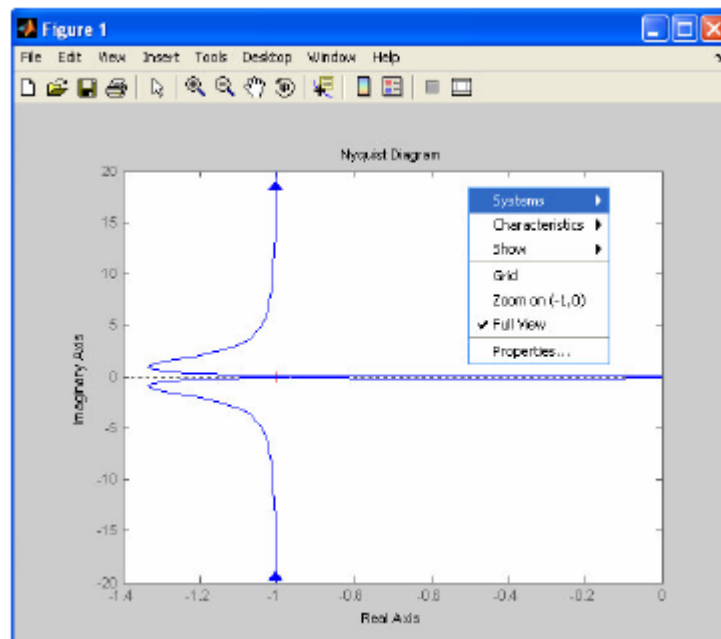 Figure 1
File Edit View Insert Tools Desktop Window Help
Nyquist Diagram
20
15
10
5
0
-5
-10
-15
-20
Imaginary Axis
-1.4 -1.2 -1 -0.8 -0.6 -0.4 -0.2 0
Real Axis
Systems
Characteristics
Show
Grid
Zoom on (-1,0)
Full View
Properties...